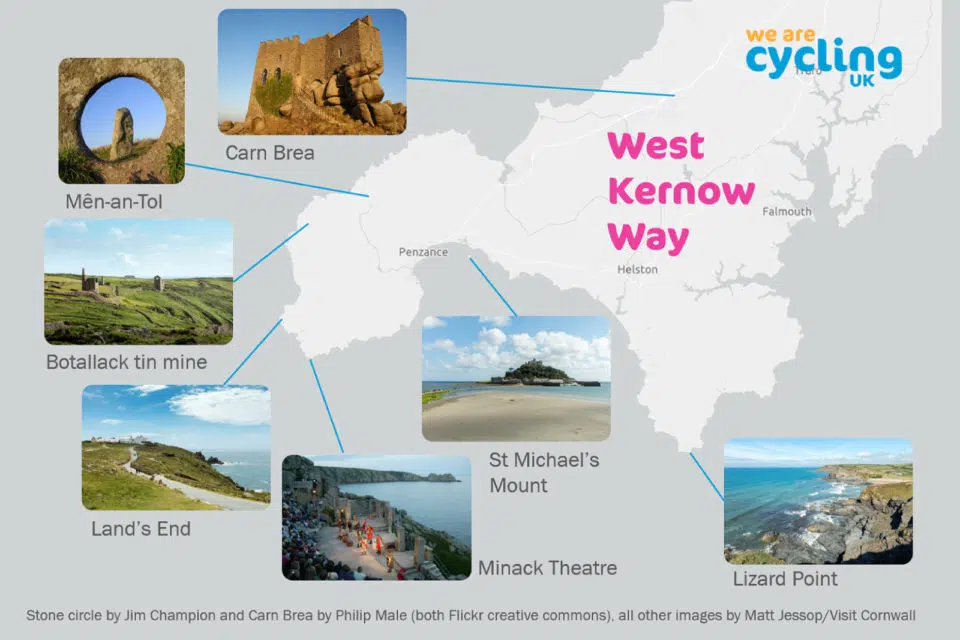 we are
cycling
UK
Truro
Carn Brea
West
Kernow
Way
Mên-an-Tol
Falmouth
Penzance
Helston
Botallack tin mine
St Michael's
Mount
Land's End
Minack Theatre
Lizard Point
Stone circle by Jim Champion and Carn Brea by Philip Male (both Flickr creative commons), all other images by Matt Jessop/Visit Cornwall